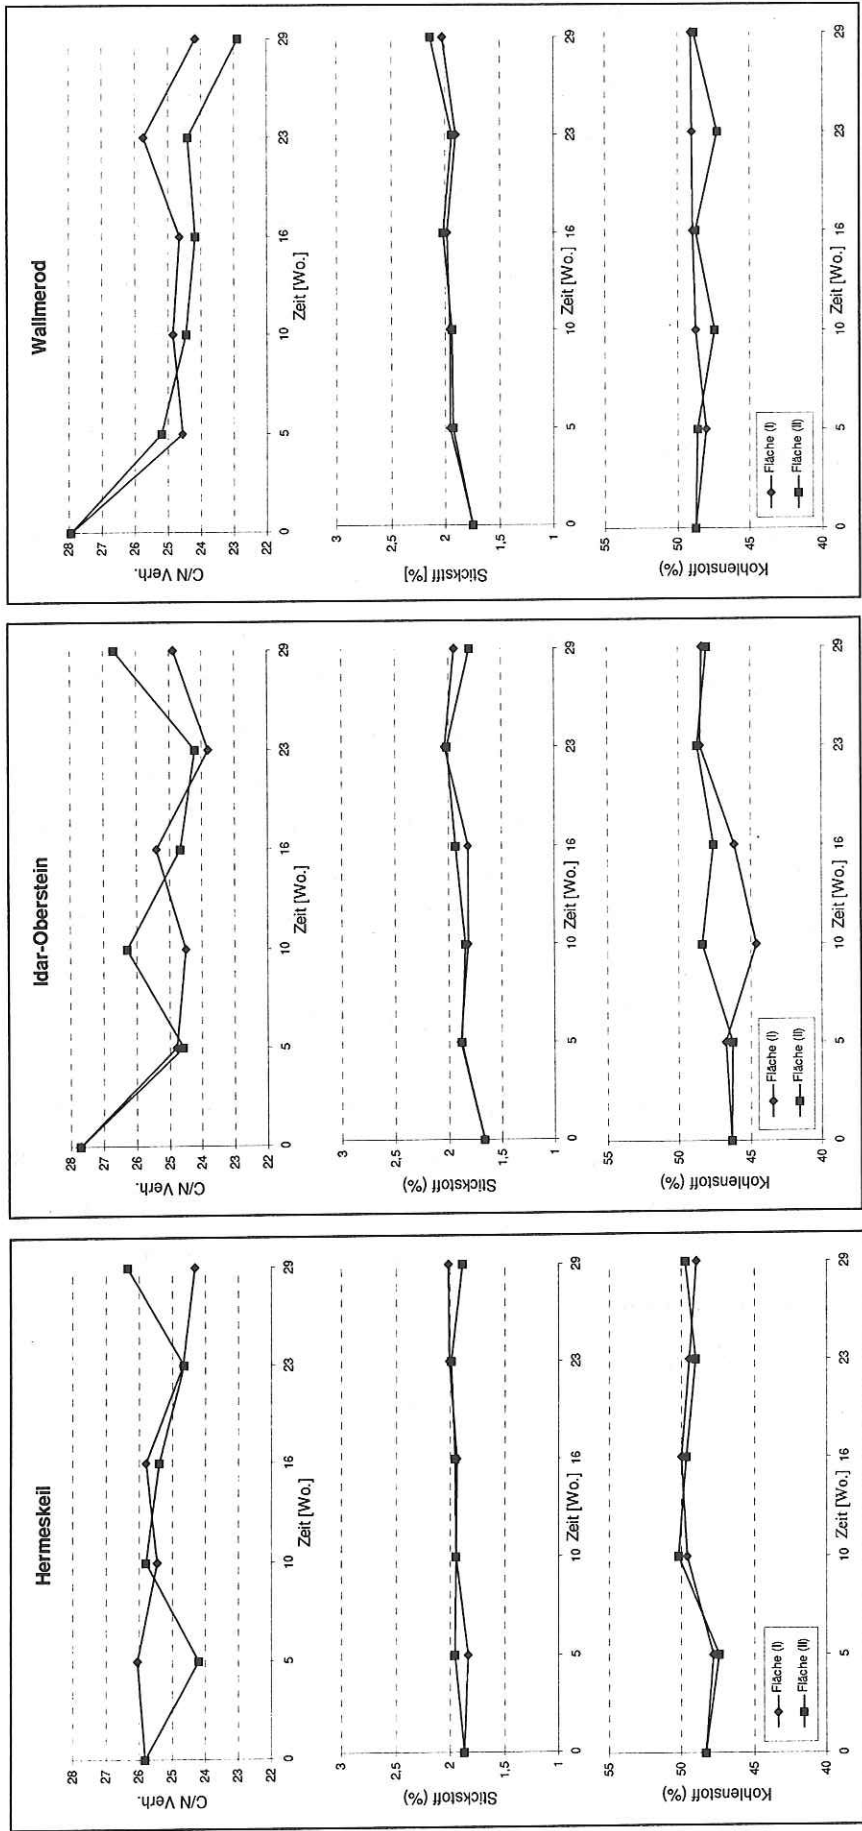 Hermeskeil
C/N Verh.
28
27
26
25
24
23
22
0 5 10 16 23 29
Zeit [Wo.]
Stickstoff (%)
3
2,5
2
1,5
1
0 5 10 16 23 29
Zeit [Wo.]
Kohlenstoff (%)
55
50
45
40
Fläche (I)
Fläche (II)
0 5 10 16 23 29
Zeit [Wo.]
Idar-Oberstein
C/N Verh.
28
27
26
25
24
23
22
0 5 10 16 23 29
Zeit [Wo.]
Stickstoff (%)
3
2,5
2
1,5
1
0 5 10 16 23 29
Zeit [Wo.]
Kohlenstoff (%)
55
50
45
40
Fläche (I)
Fläche (II)
0 5 10 16 23 29
Zeit [Wo.]
Wallmerod
C/N Verh.
28
27
26
25
24
23
22
0 5 10 16 23 29
Zeit [Wo.]
Stickstff [%]
3
2,5
2
1,5
1
0 5 10 16 23 29
Zeit [Wo.]
Kohlenstoff (%)
55
50
45
40
Fläche (I)
Fläche (II)
0 5 10 16 23 29
Zeit [Wo.]